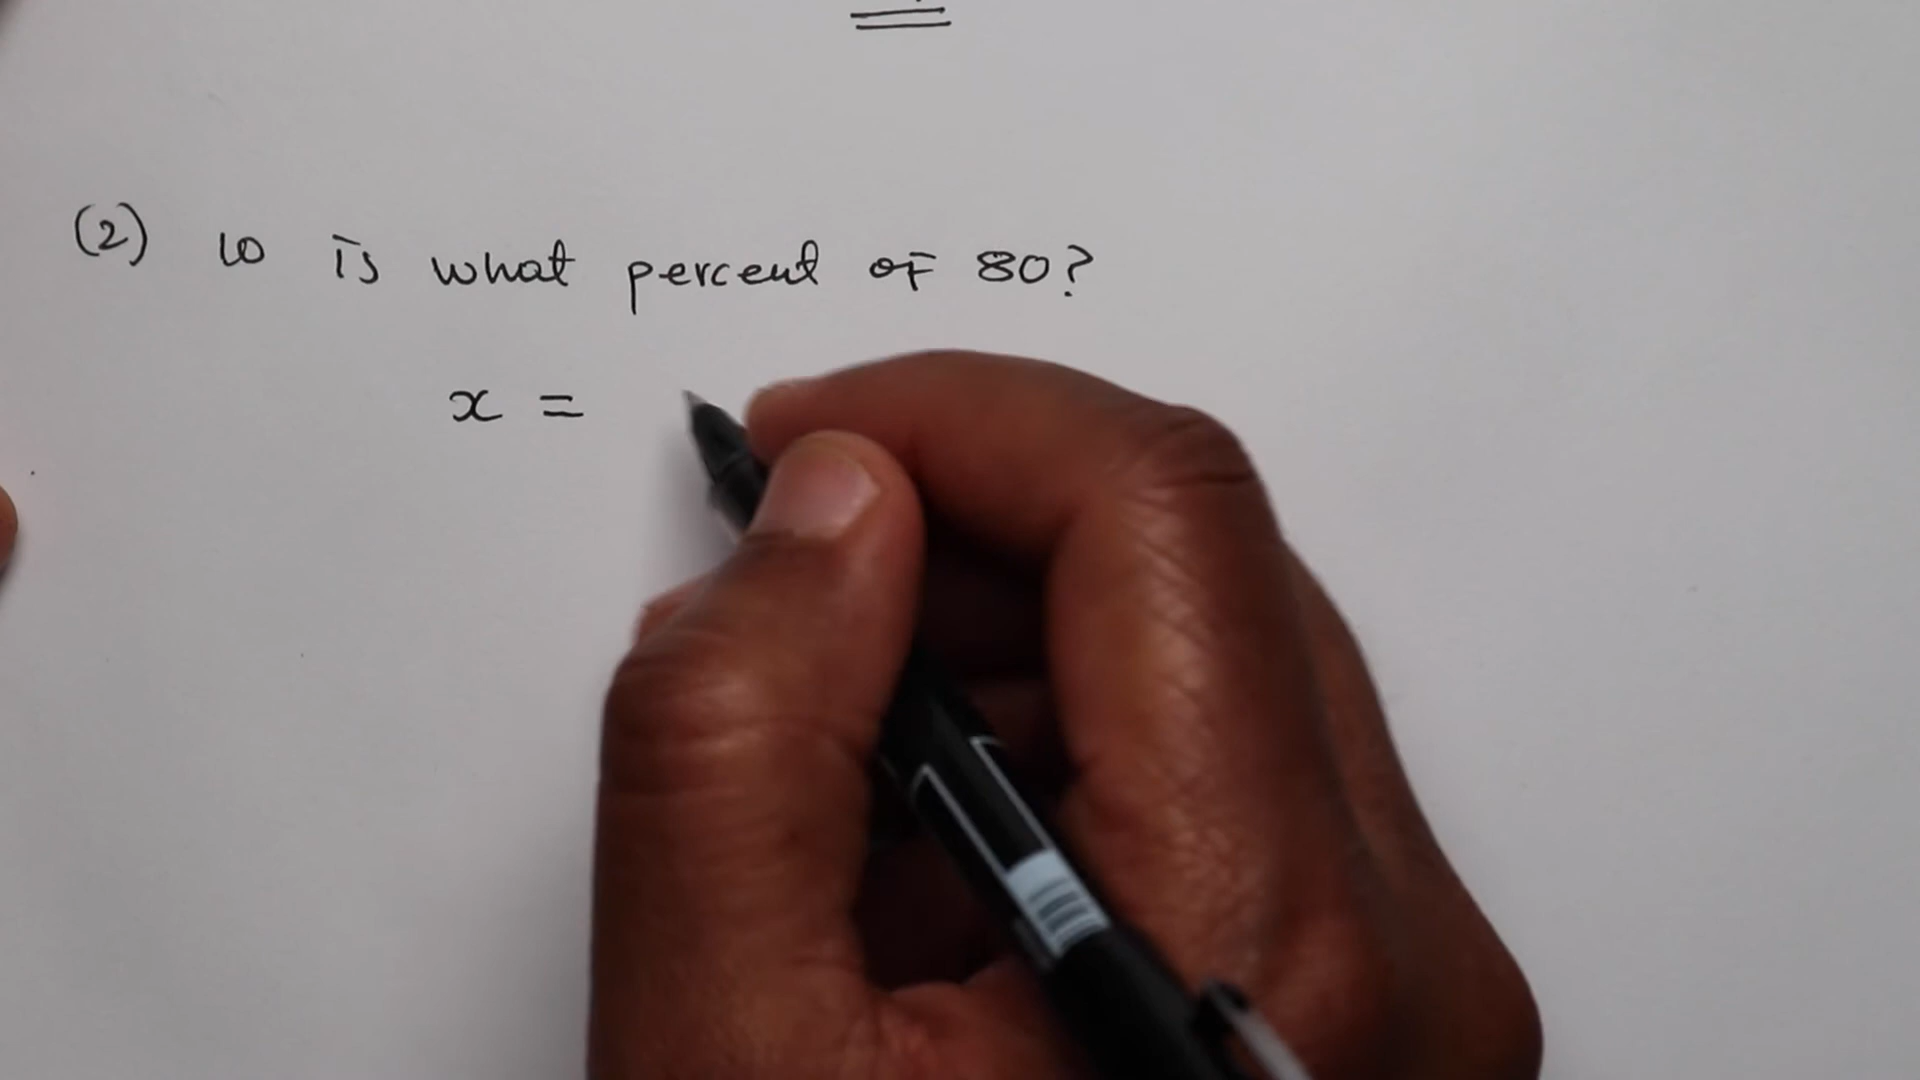 (2) 10 is what percent of 80?
x =